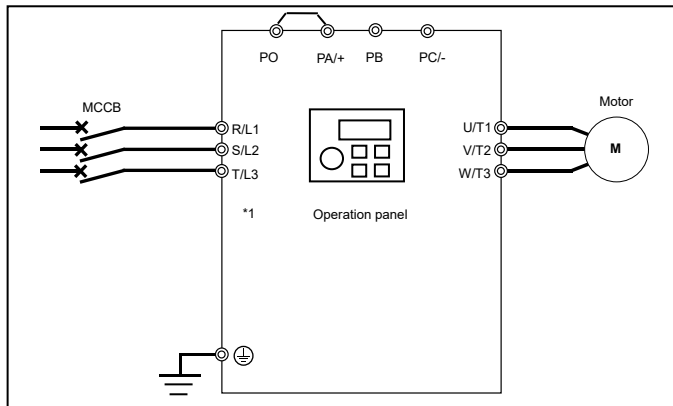 PO PA/+ PB PC/-
MCCB
Motor
R/L1
U/T1
S/L2
V/T2
M
T/L3
W/T3
*1
Operation panel